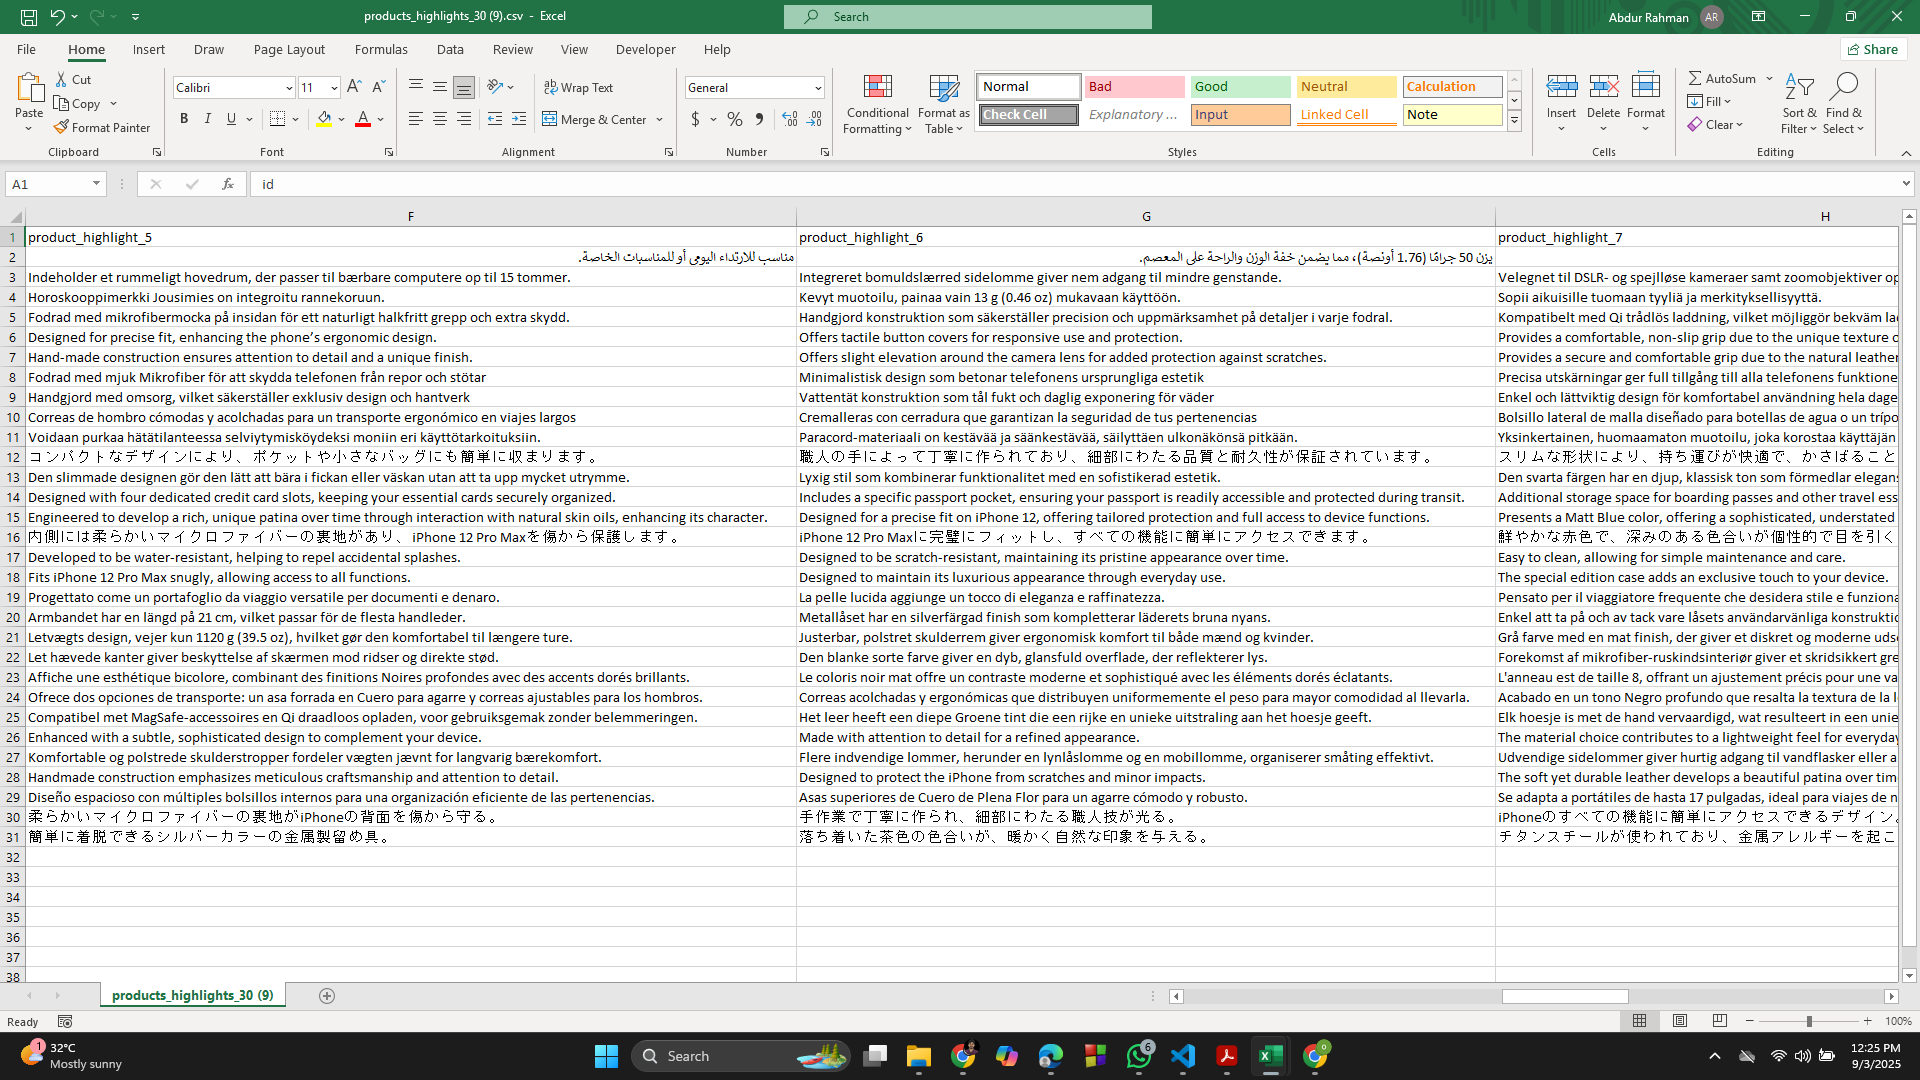 products_highlights_30 (9).csv - Excel
Search
Abdur Rahman
AR
File Home Insert Draw Page Layout Formulas Data Review View Developer Help
Share
Paste
Cut
Copy
Format Painter
Clipboard
Calibri 11
B I U
Font
Wrap Text
Merge & Center
Alignment
General
$ % ,
Number
Conditional Formatting
Format as Table
Normal Bad Good Neutral Calculation
Check Cell Explanatory ... Input Linked Cell Note
Styles
Insert Delete Format
Cells
AutoSum
Fill
Clear
Sort & Filter
Find & Select
Editing
A1 fx id
F G H
1 product_highlight_5 product_highlight_6 product_highlight_7
2 مناسب للارتداء اليومي أو للمناسبات الخاصة. يزن 50 جرامًا (1.76 أونصة)، مما يضمن خفة الوزن والراحة على المعصم.
3 Indeholder et rummeligt hovedrum, der passer til bærbare computere op til 15 tommer. Integreret bomuldslærred sidelomme giver nem adgang til mindre genstande. Velegnet til DSLR- og spejlløse kameraer samt zoomobjektiver op
4 Horoskooppimerkki Jousimies on integroitu rannekoruun. Kevyt muotoilu, painaa vain 13 g (0.46 oz) mukavaan käyttöön. Sopii aikuisille tuomaan tyyliä ja merkityksellisyyttä.
5 Fodrad med mikrofibermocka på insidan för ett naturligt halkfritt grepp och extra skydd. Handgjord konstruktion som säkerställer precision och uppmärksamhet på detaljer i varje fodral. Kompatibelt med Qi trådlös laddning, vilket möjliggör bekväm la
6 Designed for precise fit, enhancing the phone’s ergonomic design. Offers tactile button covers for responsive use and protection. Provides a comfortable, non-slip grip due to the unique texture o
7 Hand-made construction ensures attention to detail and a unique finish. Offers slight elevation around the camera lens for added protection against scratches. Provides a secure and comfortable grip due to the natural leather
8 Fodrad med mjuk Mikrofiber för att skydda telefonen från repor och stötar Minimalistisk design som betonar telefonens ursprungliga estetik Precisa utskärningar ger full tillgång till alla telefonens funktione
9 Handgjord med omsorg, vilket säkerställer exklusiv design och hantverk Vattentät konstruktion som tål fukt och daglig exponering för väder Enkel och lättviktig design för komfortabel användning hela dage
10 Correas de hombro cómodas y acolchadas para un transporte ergonómico en viajes largos Cremalleras con cerradura que garantizan la seguridad de tus pertenencias Bolsillo lateral de malla diseñado para botellas de agua o un trípo
11 Voidaan purkaa hätätilanteessa selviytymisköydeksi moniin eri käyttötarkoituksiin. Paracord-materiaali on kestävää ja säänkestävää, säilyttäen ulkonäkönsä pitkään. Yksinkertainen, huomaamaton muotoilu, joka korostaa käyttäjän
12 コンパクトなデザインにより、ポケットや小さなバッグにも簡単に収まります。 職人の手によって丁寧に作られており、細部にわたる品質と耐久性が保証されています。 スリムな形状により、持ち運びが快適で、かさばること
13 Den slimmade designen gör den lätt att bära i fickan eller väskan utan att ta upp mycket utrymme. Lyxig stil som kombinerar funktionalitet med en sofistikerad estetik. Den svarta färgen har en djup, klassisk ton som förmedlar elegans
14 Designed with four dedicated credit card slots, keeping your essential cards securely organized. Includes a specific passport pocket, ensuring your passport is readily accessible and protected during transit. Additional storage space for boarding passes and other travel ess
15 Engineered to develop a rich, unique patina over time through interaction with natural skin oils, enhancing its character. Designed for a precise fit on iPhone 12, offering tailored protection and full access to device functions. Presents a Matt Blue color, offering a sophisticated, understated
16 内側には柔らかいマイクロファイバーの裏地があり、iPhone 12 Pro Maxを傷から保護します。 iPhone 12 Pro Maxに完璧にフィットし、すべての機能に簡単にアクセスできます。 鮮やかな赤色で、深みのある色合いが個性的で目を引く
17 Developed to be water-resistant, helping to repel accidental splashes. Designed to be scratch-resistant, maintaining its pristine appearance over time. Easy to clean, allowing for simple maintenance and care.
18 Fits iPhone 12 Pro Max snugly, allowing access to all functions. Designed to maintain its luxurious appearance through everyday use. The special edition case adds an exclusive touch to your device.
19 Progettato come un portafoglio da viaggio versatile per documenti e denaro. La pelle lucida aggiunge un tocco di eleganza e raffinatezza. Pensato per il viaggiatore frequente che desidera stile e funziona
20 Armbandet har en längd på 21 cm, vilket passar för de flesta handleder. Metallåset har en silverfärgad finish som kompletterar läderets bruna nyans. Enkel att ta på och av tack vare låsets användarvänliga konstruktio
21 Letvægts design, vejer kun 1120 g (39.5 oz), hvilket gør den komfortabel til længere ture. Justerbar, polstret skulderrem giver ergonomisk komfort til både mænd og kvinder. Grå farve med en mat finish, der giver et diskret og moderne uds
22 Let hævede kanter giver beskyttelse af skærmen mod ridser og direkte stød. Den blanke sorte farve giver en dyb, glansfuld overflade, der reflekterer lys. Forekomst af mikrofiber-ruskindsinteriør giver et skridsikkert gre
23 Affiche une esthétique bicolore, combinant des finitions Noires profondes avec des accents dorés brillants. Le coloris noir mat offre un contraste moderne et sophistiqué avec les éléments dorés éclatants. L'anneau est de taille 8, offrant un ajustement précis pour une va
24 Ofrece dos opciones de transporte: un asa forrada en Cuero para agarre y correas ajustables para los hombros. Correas acolchadas y ergonómicas que distribuyen uniformemente el peso para mayor comodidad al llevarla. Acabado en un tono Negro profundo que resalta la textura de la l
25 Compatibel met MagSafe-accessoires en Qi draadloos opladen, voor gebruiksgemak zonder belemmeringen. Het leer heeft een diepe Groene tint die een rijke en unieke uitstraling aan het hoesje geeft. Elk hoesje is met de hand vervaardigd, wat resulteert in een unie
26 Enhanced with a subtle, sophisticated design to complement your device. Made with attention to detail for a refined appearance. The material choice contributes to a lightweight feel for everyday
27 Komfortable og polstrede skulderstropper fordeler vægten jævnt for langvarig bærekomfort. Flere indvendige lommer, herunder en lynlåslomme og en mobillomme, organiserer småting effektivt. Udvendige sidelommer giver hurtig adgang til vandflasker eller a
28 Handmade construction emphasizes meticulous craftsmanship and attention to detail. Designed to protect the iPhone from scratches and minor impacts. The soft yet durable leather develops a beautiful patina over tim
29 Diseño espacioso con múltiples bolsillos internos para una organización eficiente de las pertenencias. Asas superiores de Cuero de Plena Flor para un agarre cómodo y robusto. Se adapta a portátiles de hasta 17 pulgadas, ideal para viajes de n
30 柔らかいマイクロファイバーの裏地がiPhoneの背面を傷から守る。 手作業で丁寧に作られ、細部にわたる職人技が光る。 iPhoneのすべての機能に簡単にアクセスできるデザイン。
31 簡単に着脱できるシルバーカラーの金属製留め具。 落ち着いた茶色の色合いが、暖かく自然な印象を与える。 チタンスチールが使われており、金属アレルギーを起こ
32
33
34
35
36
37
38
products_highlights_30 (9)
Ready
100%
1
32°C
Mostly sunny
Search
6
12:25 PM
9/3/2025